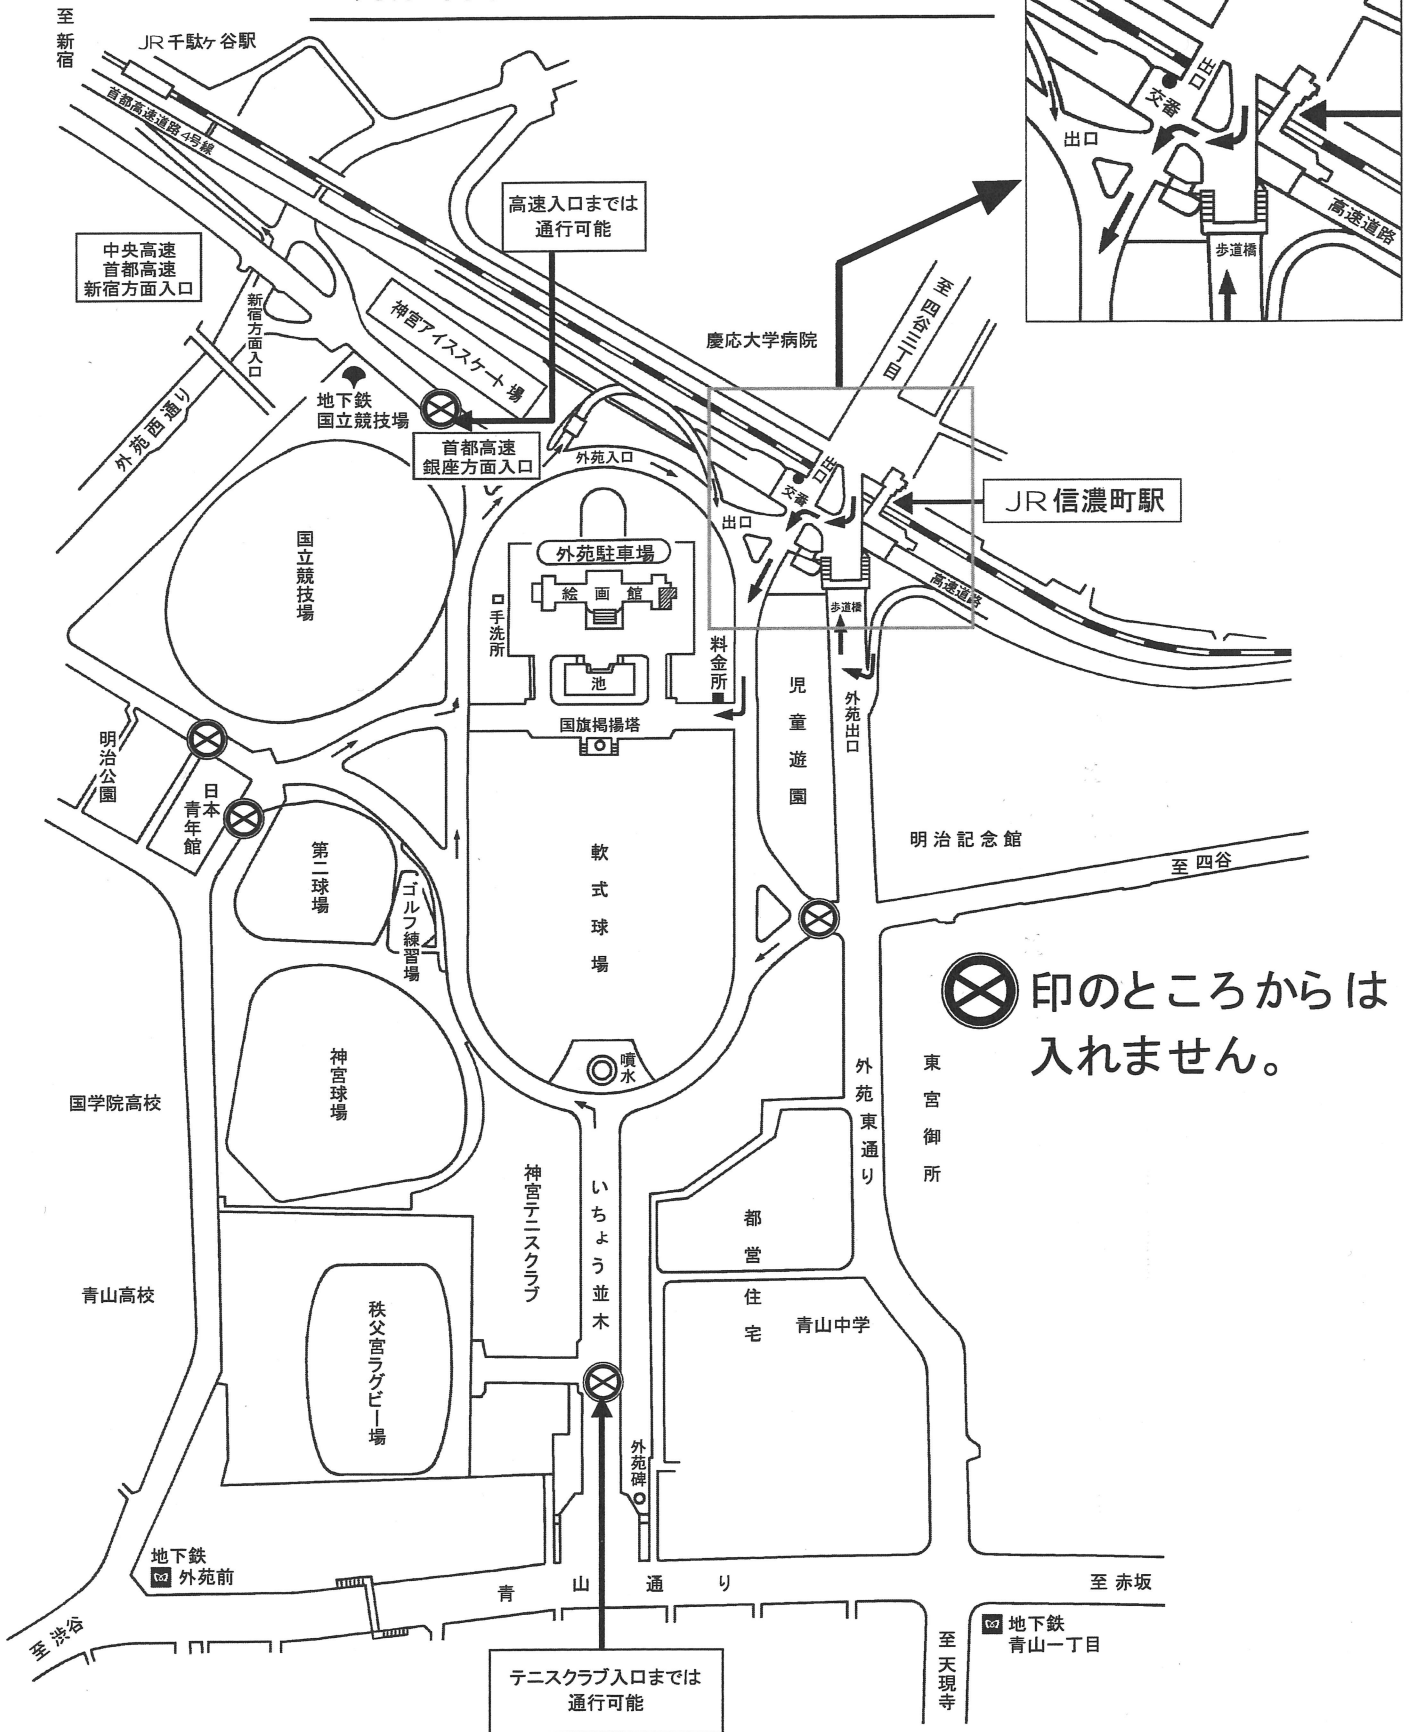 至 新宿
JR 千駄ヶ谷駅
首都高速道路4号線
高速入口までは
通行可能
中央高速
首都高速
新宿方面入口
新宿方面入口
神宮アイススケート場
外苑西通り
地下鉄
国立競技場
首都高速
銀座方面入口
慶応大学病院
至 四谷三丁目
出口
交番
出口
高速道路
歩道橋
外苑入口
出口
交番
出口
JR 信濃町駅
高速道路
歩道橋
国立競技場
外苑駐車場
絵画館
手洗所
池
料金所
国旗掲揚塔
児童遊園
外苑出口
明治公園
日本
青年館
第二球場
ゴルフ練習場
軟式球場
明治記念館
至 四谷
印のところからは
入れません。
神宮球場
噴水
国学院高校
外苑東通り
東宮御所
神宮テニスクラブ
いちょう並木
都営住宅
青山高校
秩父宮ラグビー場
青山中学
外苑碑
地下鉄
外苑前
青山通り
至 赤坂
至 渋谷
地下鉄
青山一丁目
至 天現寺
テニスクラブ入口までは
通行可能